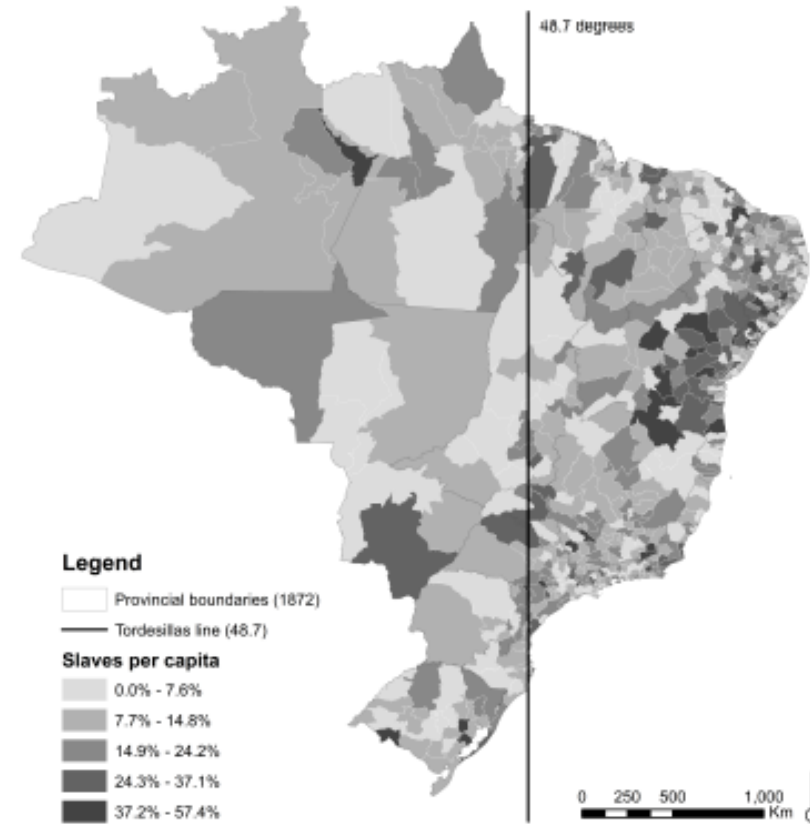 48.7 degrees
Legend
Provincial boundaries (1872)
Tordesillas line (48.7)
Slaves per capita
0.0% - 7.6%
7.7% - 14.8%
14.9% - 24.2%
24.3% - 37.1%
37.2% - 57.4%
0 250 500 1,000
Km